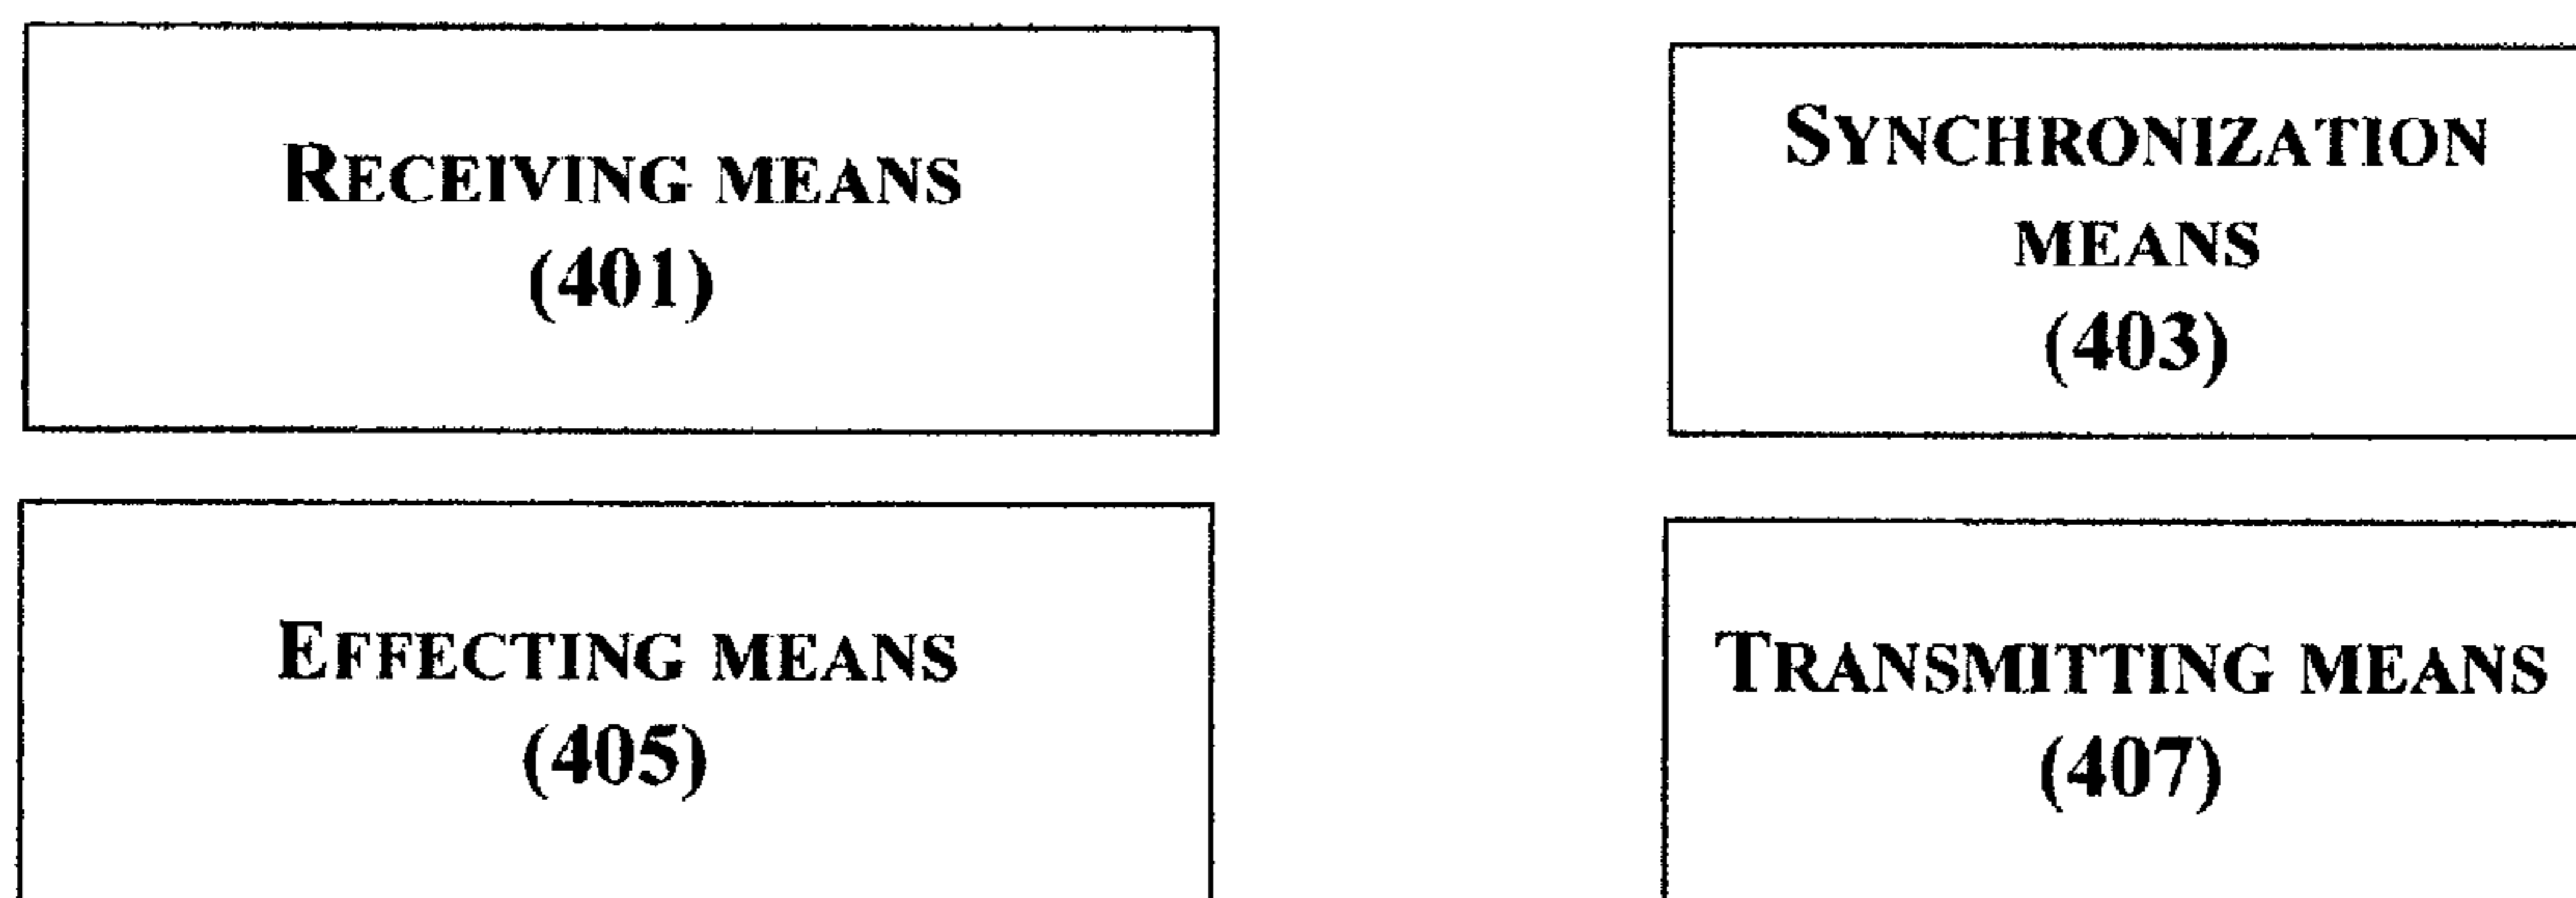 RECEIVING MEANS
(401)
SYNCHRONIZATION
MEANS
(403)
EFFECTING MEANS
(405)
TRANSMITTING MEANS
(407)